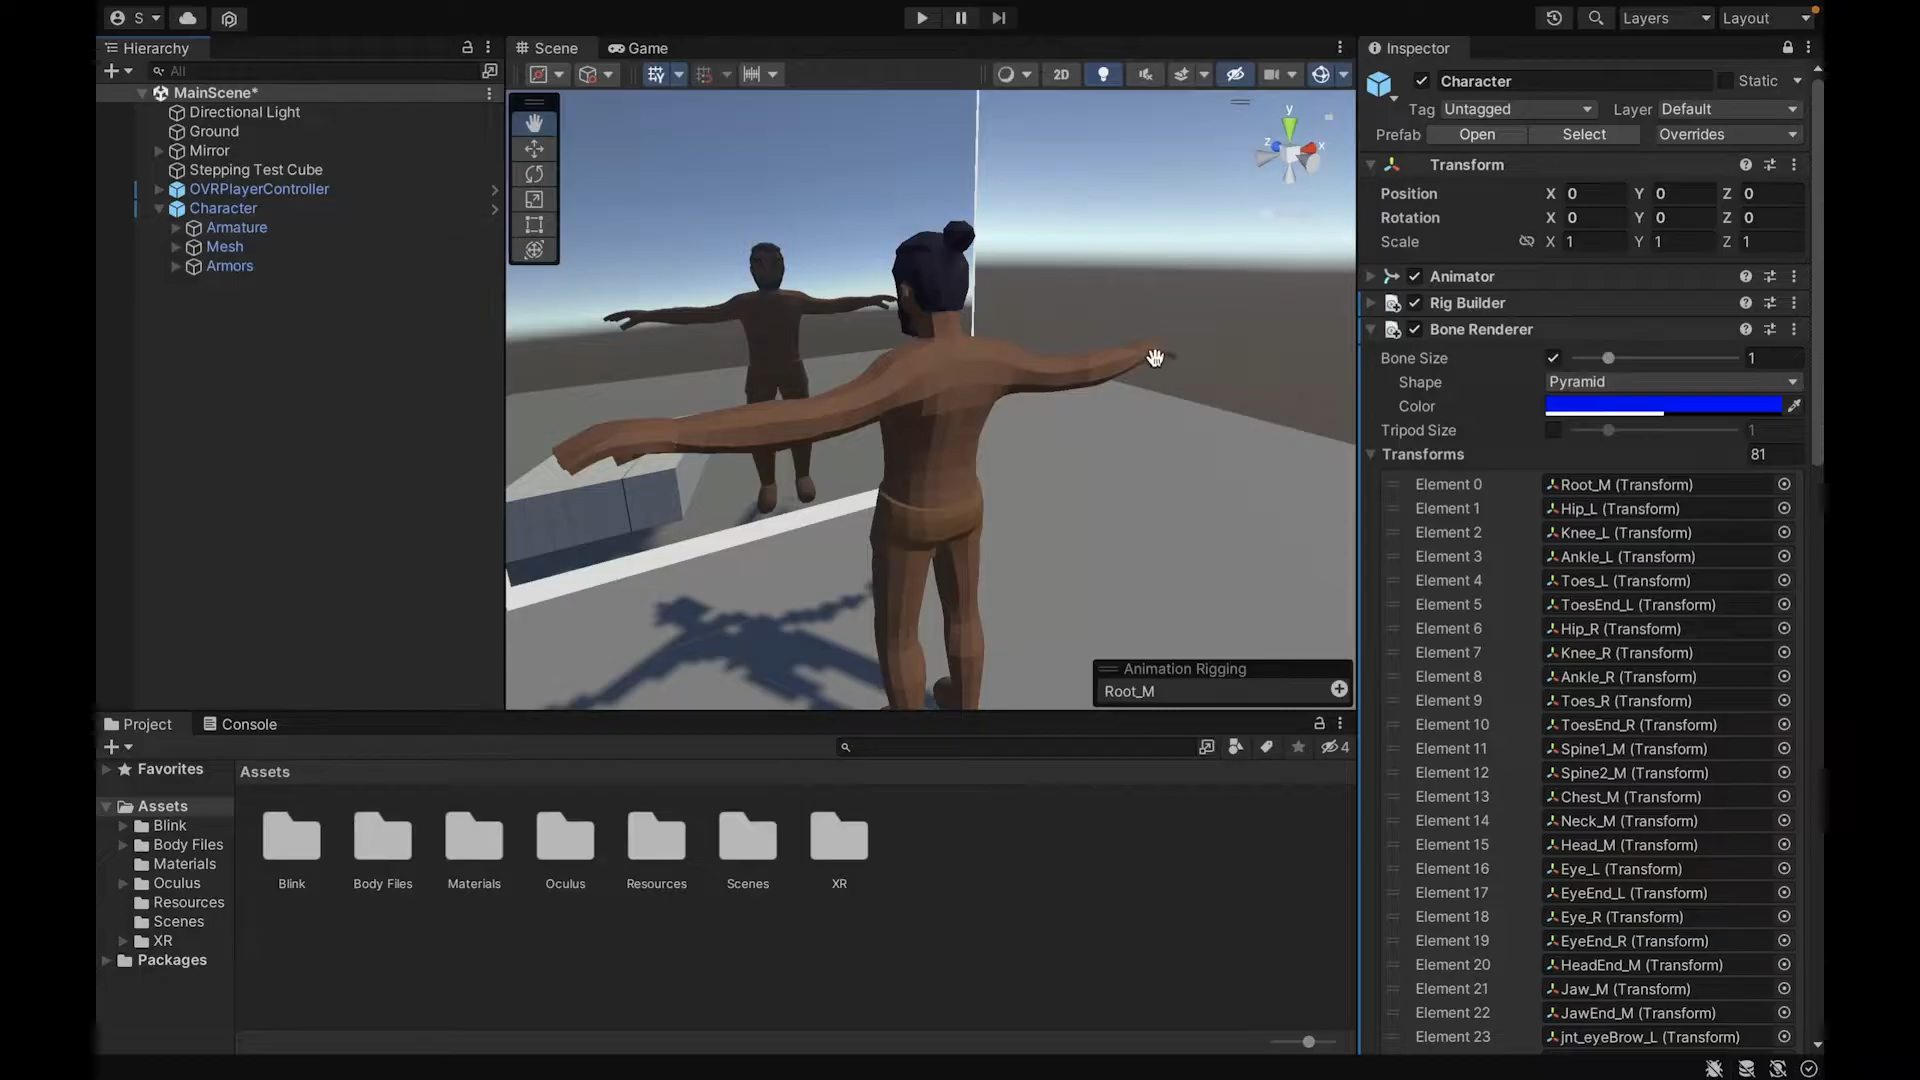 S
Layers
Layout
Hierarchy
All
MainScene*
Directional Light
Ground
Mirror
Stepping Test Cube
OVRPlayerController
Character
Armature
Mesh
Armors
Scene
Game
2D
y
z
x
Animation Rigging
Root_M
Inspector
Character
Static
Tag Untagged Layer Default
Prefab Open Select Overrides
Transform
Position X 0 Y 0 Z 0
Rotation X 0 Y 0 Z 0
Scale X 1 Y 1 Z 1
Animator
Rig Builder
Bone Renderer
Bone Size 1
Shape Pyramid
Color
Tripod Size 1
Transforms 81
Element 0 Root_M (Transform)
Element 1 Hip_L (Transform)
Element 2 Knee_L (Transform)
Element 3 Ankle_L (Transform)
Element 4 Toes_L (Transform)
Element 5 ToesEnd_L (Transform)
Element 6 Hip_R (Transform)
Element 7 Knee_R (Transform)
Element 8 Ankle_R (Transform)
Element 9 Toes_R (Transform)
Element 10 ToesEnd_R (Transform)
Element 11 Spine1_M (Transform)
Element 12 Spine2_M (Transform)
Element 13 Chest_M (Transform)
Element 14 Neck_M (Transform)
Element 15 Head_M (Transform)
Element 16 Eye_L (Transform)
Element 17 EyeEnd_L (Transform)
Element 18 Eye_R (Transform)
Element 19 EyeEnd_R (Transform)
Element 20 HeadEnd_M (Transform)
Element 21 Jaw_M (Transform)
Element 22 JawEnd_M (Transform)
Element 23 jnt_eyeBrow_L (Transform)
Project
Console
4
Favorites
Assets
Blink
Body Files
Materials
Oculus
Resources
Scenes
XR
Packages
Assets
Blink
Body Files
Materials
Oculus
Resources
Scenes
XR